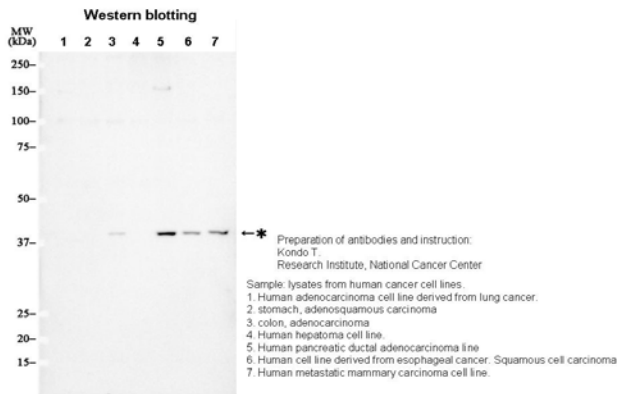 Western blotting
MW
(kDa)
1 2 3 4 5 6 7
250–
150–
100–
75–
50–
37–
25–
20–
15–
←*
Preparation of antibodies and instruction:
Kondo T.
Research Institute, National Cancer Center
Sample: lysates from human cancer cell lines.
1. Human adenocarcinoma cell line derived from lung cancer.
2. stomach, adenosquamous carcinoma
3. colon, adenocarcinoma
4. Human hepatoma cell line.
5. Human pancreatic ductal adenocarcinoma line
6. Human cell line derived from esophageal cancer. Squamous cell carcinoma
7. Human metastatic mammary carcinoma cell line.